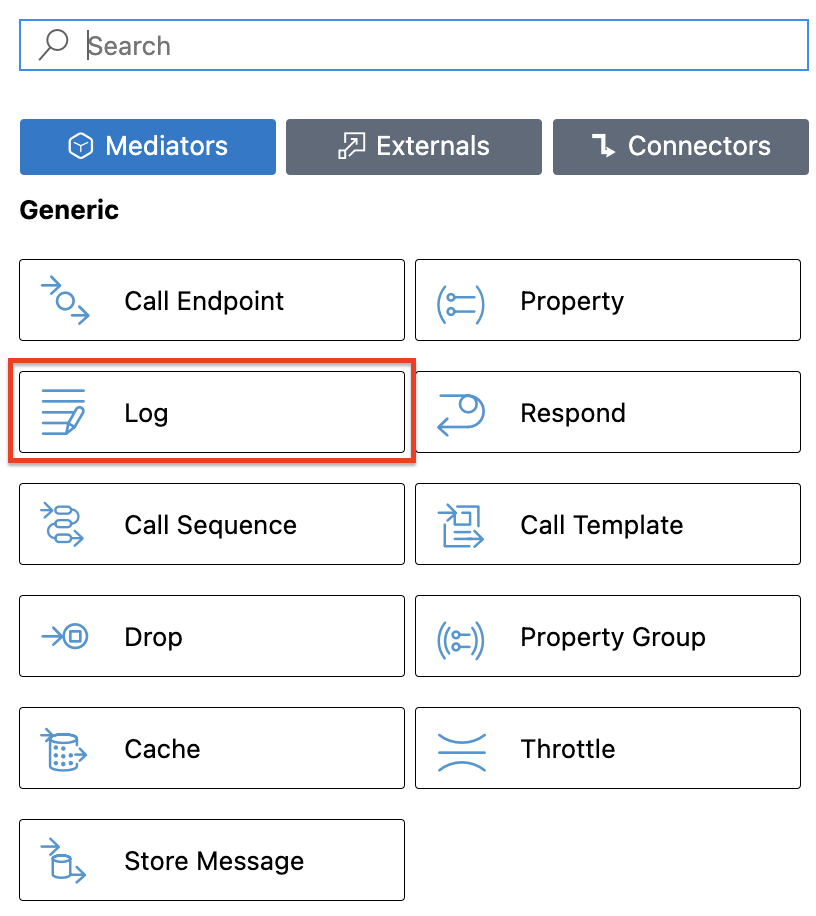 Search
Mediators Externals Connectors
Generic
Call Endpoint Property
Log Respond
Call Sequence Call Template
Drop Property Group
Cache Throttle
Store Message